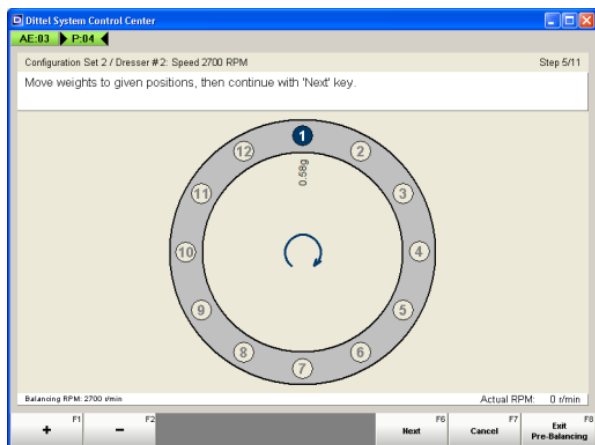 Dittel System Control Center
AE:03 P:04
Configuration Set 2 / Dresser #2: Speed 2700 RPM Step 5/11
Move weights to given positions, then continue with 'Next' key.
1
12 2
0.58g
11 3
10 4
9 5
8 6
7
Balancing RPM: 2700 r/min Actual RPM: 0 r/min
F1 F2 F6 F7 F8
+ − Next Cancel Exit
Pre-Balancing